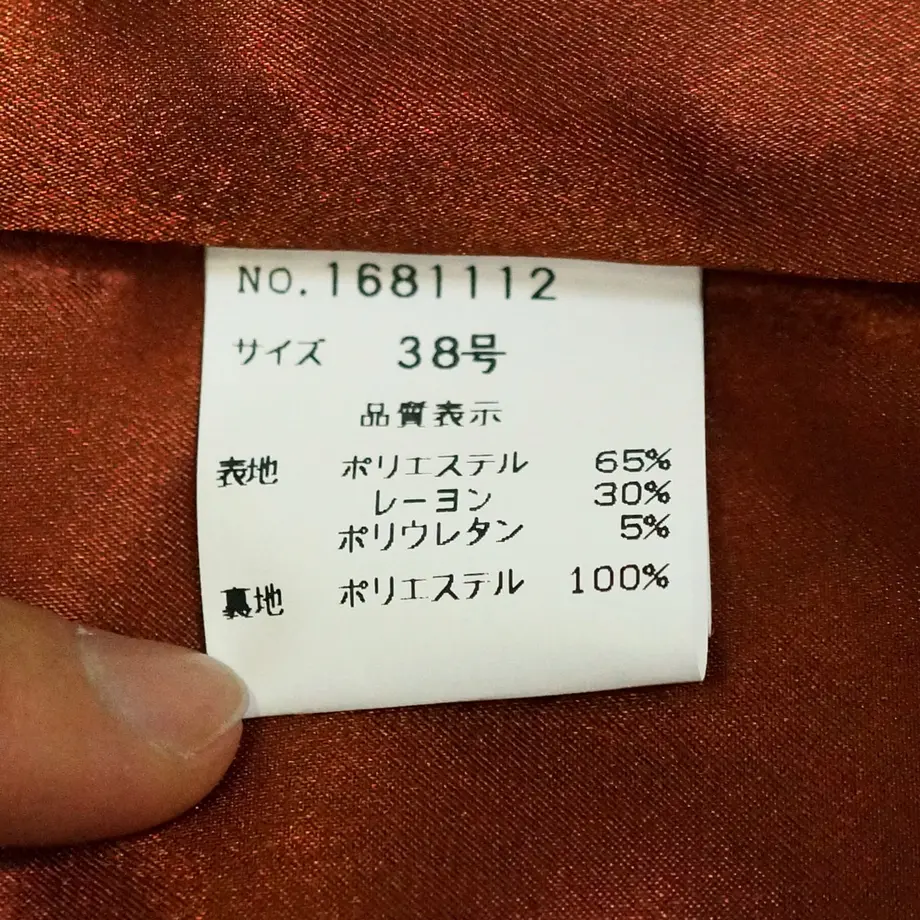 NO.1681112
サイズ 38号
品質表示
表地 ポリエステル 65%
レーヨン 30%
ポリウレタン 5%
裏地 ポリエステル 100%